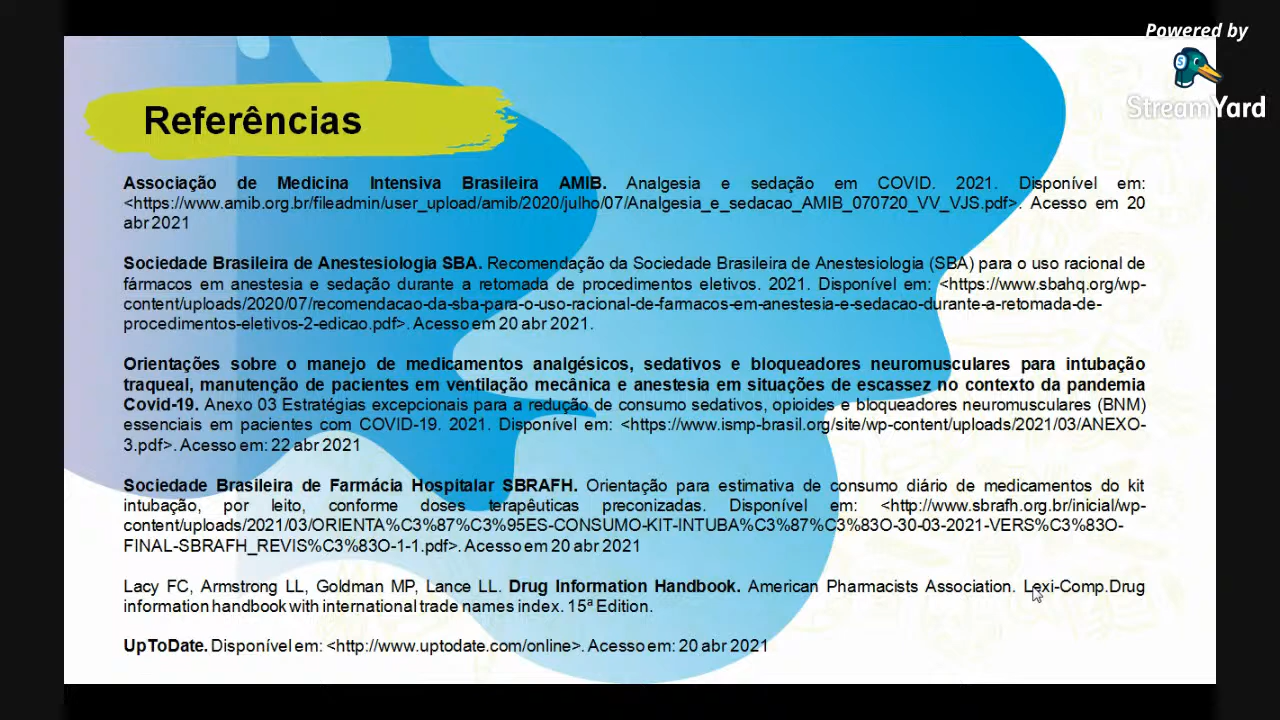 Powered by
StreamYard
Referências
Associação de Medicina Intensiva Brasileira AMIB. Analgesia e sedação em COVID. 2021. Disponível em:
<https://www.amib.org.br/fileadmin/user_upload/amib/2020/julho/07/Analgesia_e_sedacao_AMIB_070720_VV_VJS.pdf>. Acesso em 20
abr 2021
Sociedade Brasileira de Anestesiologia SBA. Recomendação da Sociedade Brasileira de Anestesiologia (SBA) para o uso racional de
fármacos em anestesia e sedação durante a retomada de procedimentos eletivos. 2021. Disponível em: <https://www.sbahq.org/wp-
content/uploads/2020/07/recomendacao-da-sba-para-o-uso-racional-de-farmacos-em-anestesia-e-sedacao-durante-a-retomada-de-
procedimentos-eletivos-2-edicao.pdf>. Acesso em 20 abr 2021.
Orientações sobre o manejo de medicamentos analgésicos, sedativos e bloqueadores neuromusculares para intubação
traqueal, manutenção de pacientes em ventilação mecânica e anestesia em situações de escassez no contexto da pandemia
Covid-19. Anexo 03 Estratégias excepcionais para a redução de consumo sedativos, opioides e bloqueadores neuromusculares (BNM)
essenciais em pacientes com COVID-19. 2021. Disponível em: <https://www.ismp-brasil.org/site/wp-content/uploads/2021/03/ANEXO-
3.pdf>. Acesso em: 22 abr 2021
Sociedade Brasileira de Farmácia Hospitalar SBRAFH. Orientação para estimativa de consumo diário de medicamentos do kit
intubação, por leito, conforme doses terapêuticas preconizadas. Disponível em: <http://www.sbrafh.org.br/inicial/wp-
content/uploads/2021/03/ORIENTA%C3%87%C3%95ES-CONSUMO-KIT-INTUBA%C3%87%C3%83O-30-03-2021-VERS%C3%83O-
FINAL-SBRAFH_REVIS%C3%83O-1-1.pdf>. Acesso em 20 abr 2021
Lacy FC, Armstrong LL, Goldman MP, Lance LL. Drug Information Handbook. American Pharmacists Association. Lexi-Comp.Drug
information handbook with international trade names index. 15ª Edition.
UpToDate. Disponível em: <http://www.uptodate.com/online>. Acesso em: 20 abr 2021